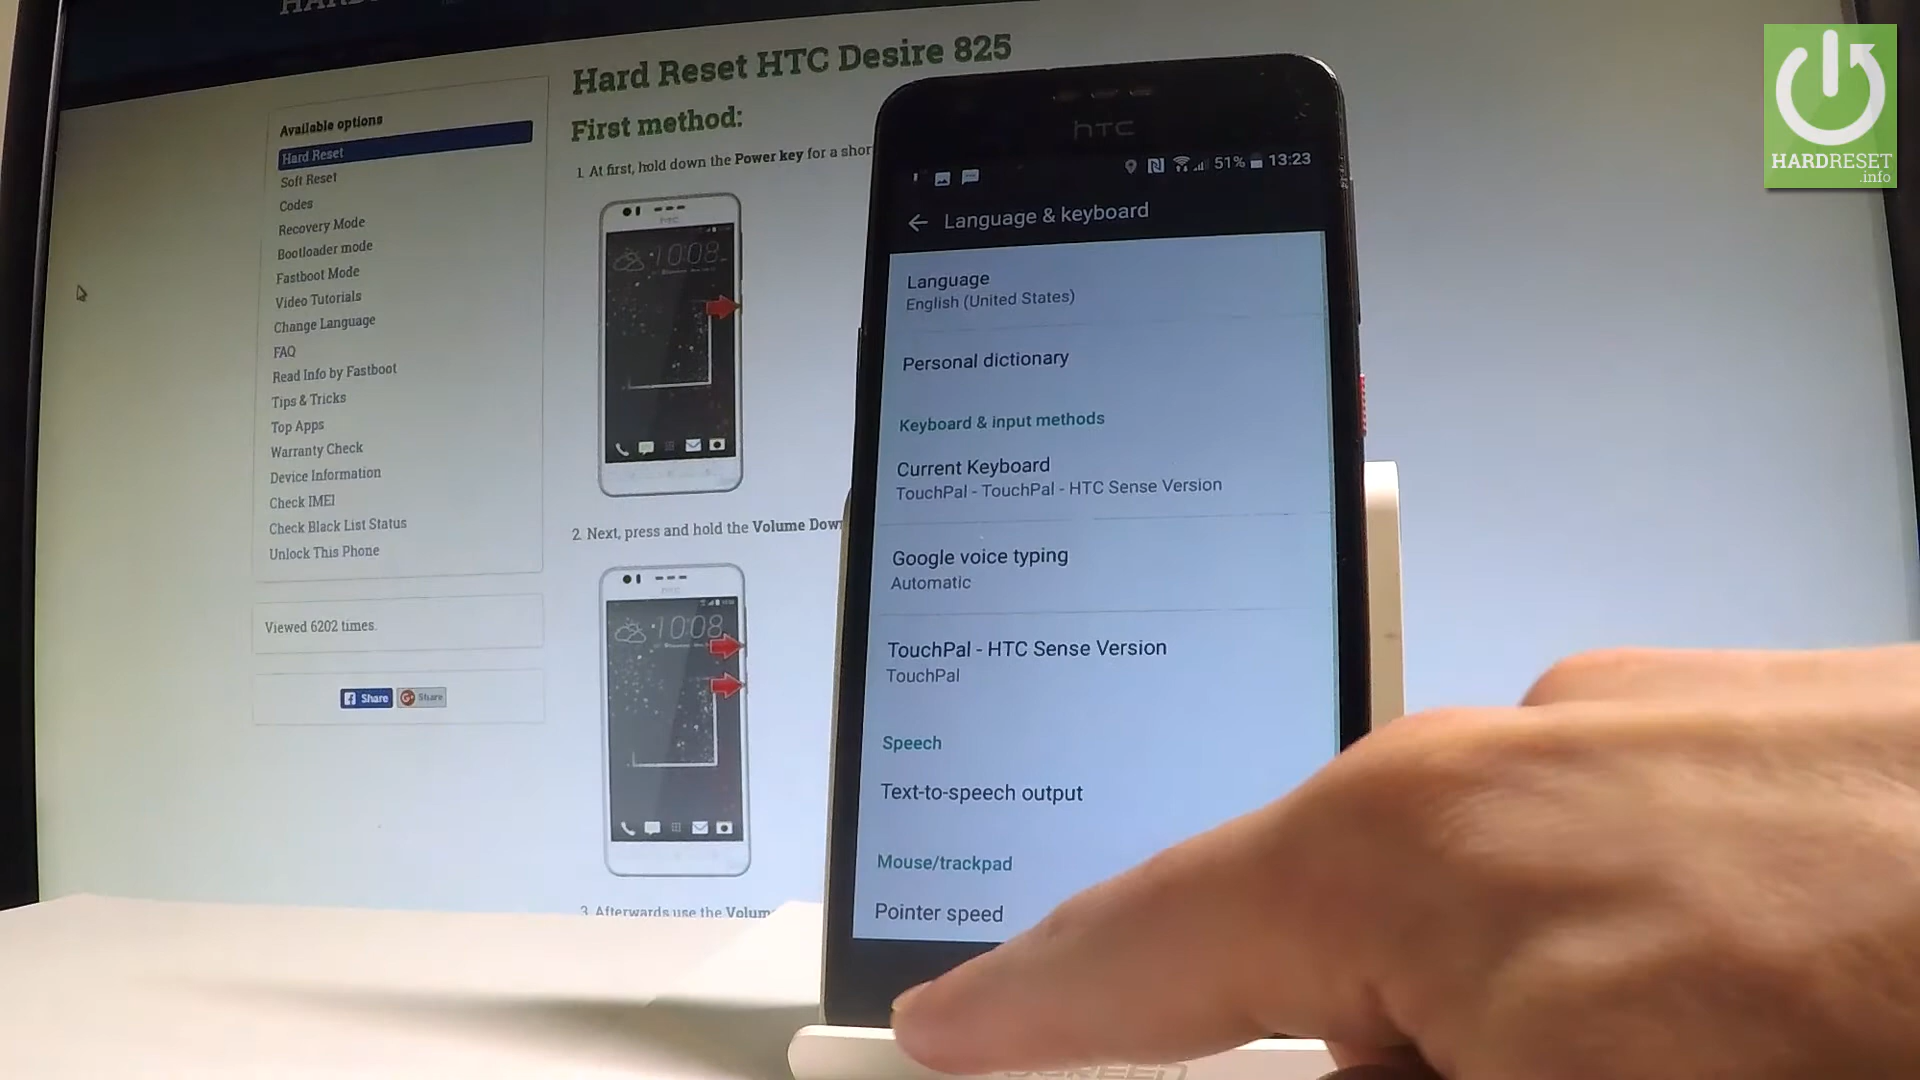 Hard Reset HTC Desire 825
First method:
1. At first, hold down the Power key for a shor
Available options
Hard Reset
Soft Reset
Codes
Recovery Mode
Bootloader mode
Fastboot Mode
Video Tutorials
Change Language
FAQ
Read Info by Fastboot
Tips & Tricks
Top Apps
Warranty Check
Device Information
Check IMEI
Check Black List Status
Unlock This Phone
Viewed 6202 times.
Share
Share
10:08
2. Next, press and hold the Volume Dow
10:08
3. Afterwards use the Volum
hTC
51% 13:23
Language & keyboard
Language
English (United States)
Personal dictionary
Keyboard & input methods
Current Keyboard
TouchPal - TouchPal - HTC Sense Version
Google voice typing
Automatic
TouchPal - HTC Sense Version
TouchPal
Speech
Text-to-speech output
Mouse/trackpad
Pointer speed
HARDRESET
.info